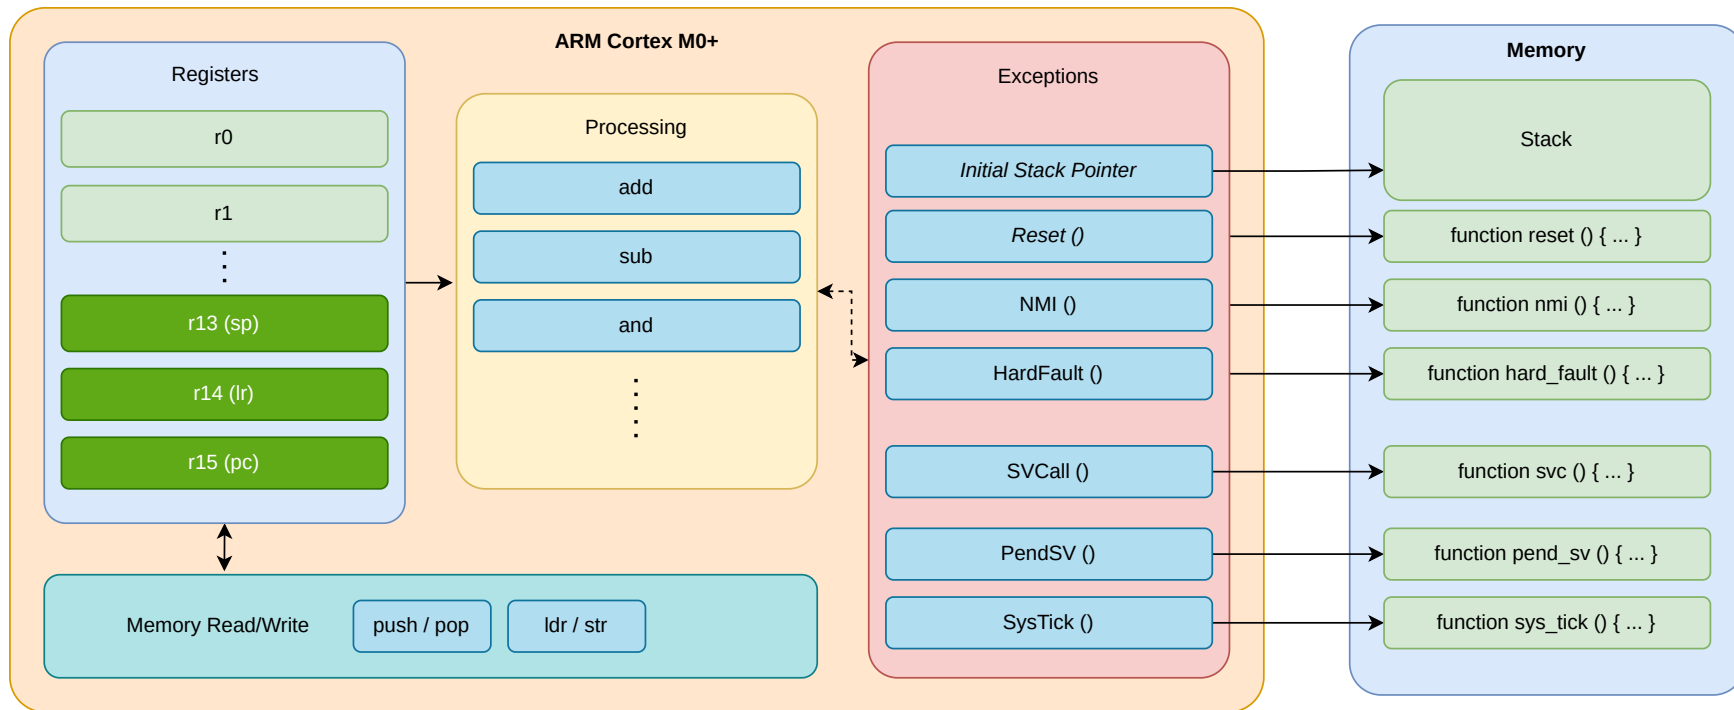 ARM Cortex M0+
Registers
r0
r1
r13 (sp)
r14 (lr)
r15 (pc)
Processing
add
sub
and
Memory Read/Write
push / pop
ldr / str
Exceptions
Initial Stack Pointer
Reset ()
NMI ()
HardFault ()
SVCall ()
PendSV ()
SysTick ()
Memory
Stack
function reset () { ... }
function nmi () { ... }
function hard_fault () { ... }
function svc () { ... }
function pend_sv () { ... }
function sys_tick () { ... }